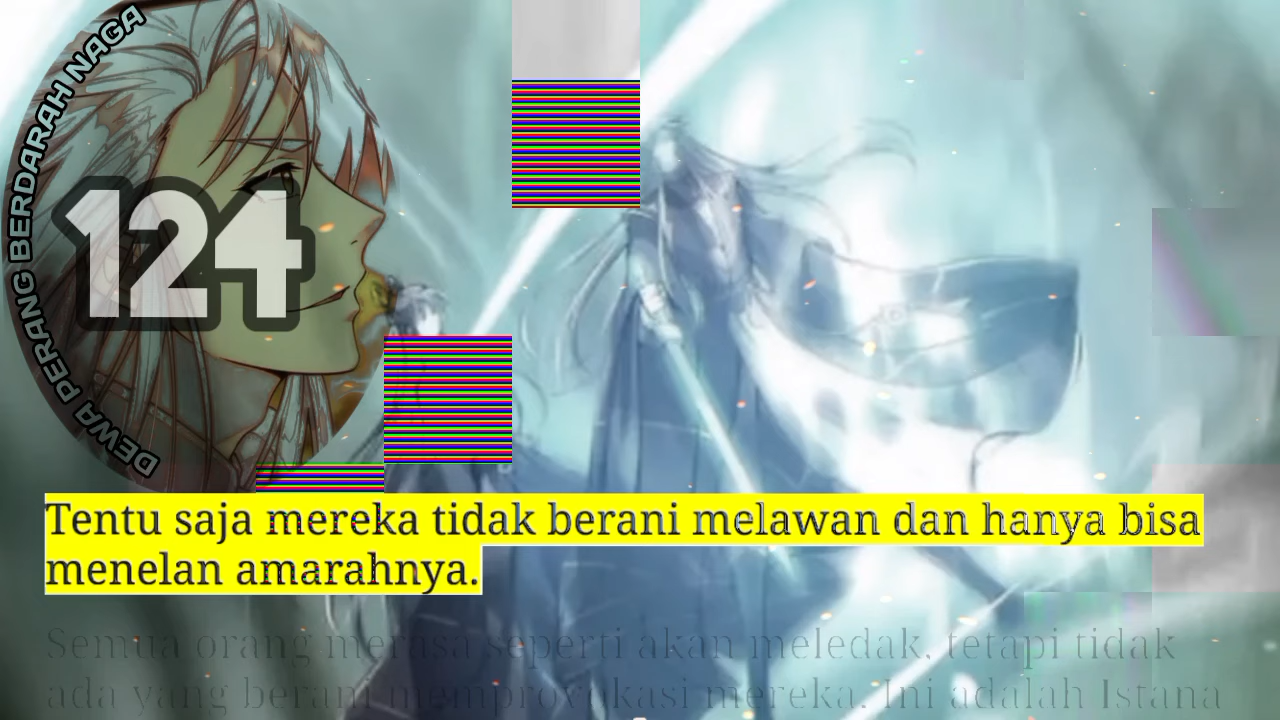 DEWA PERANG BERDARAH NAGA
124
Tentu saja mereka tidak berani melawan dan hanya bisa
menelan amarahnya.
Semua orang merasa seperti akan meledak, tetapi tidak
ada yang berani memprovokasi mereka. Ini adalah Istana